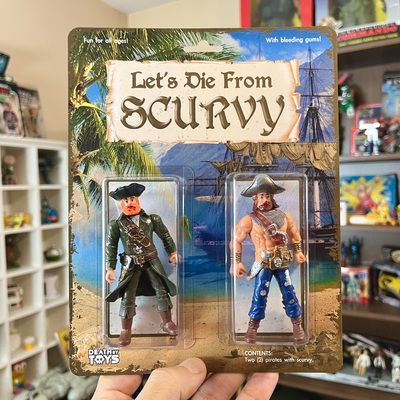 Fun for all ages!
With bleeding gums!
Let's Die From
SCURVY
DEATH BY
TOYS
CONTENTS:
Two (2) pirates with scurvy.